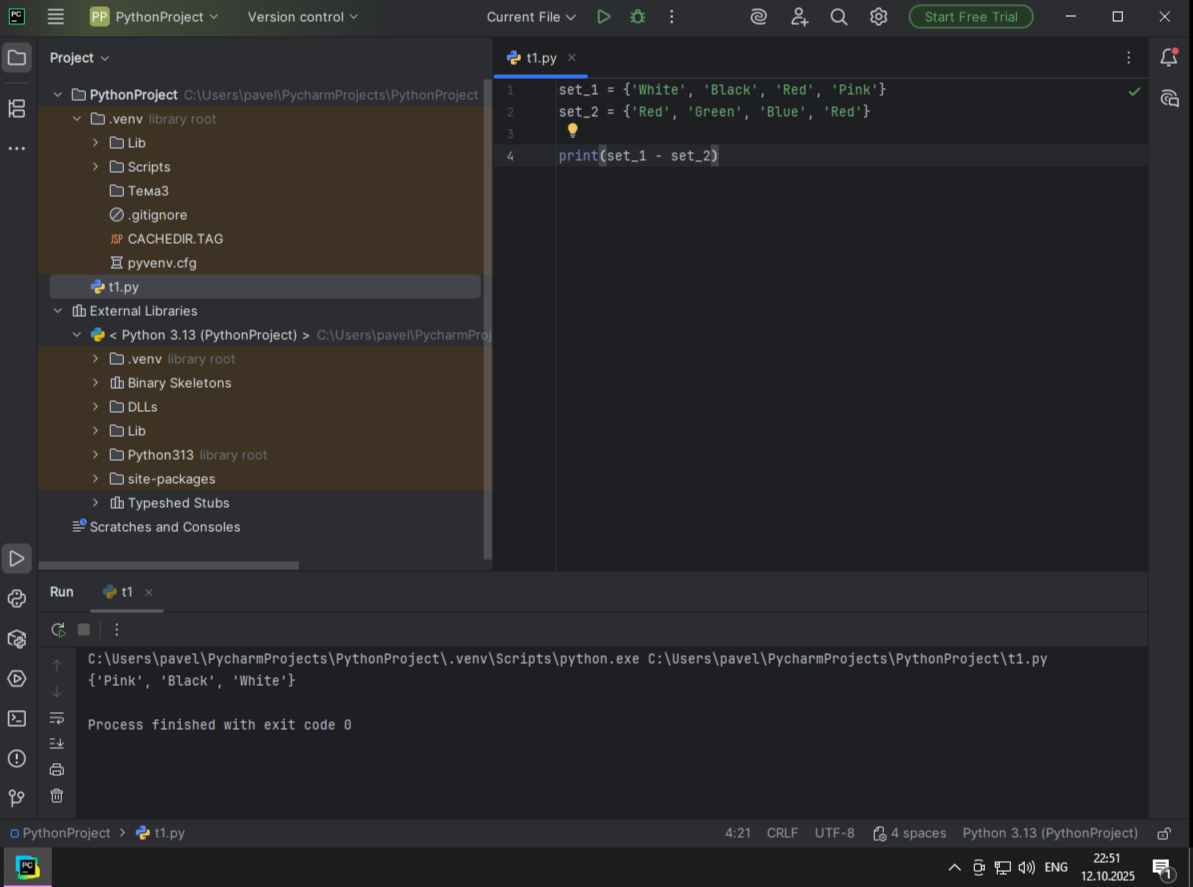 PC
PP PythonProject Version control Current File Start Free Trial
Project
PythonProject C:\Users\pavel\PycharmProjects\PythonProject
.venv library root
Lib
Scripts
Тема3
.gitignore
JSP CACHEDIR.TAG
pyvenv.cfg
t1.py
External Libraries
< Python 3.13 (PythonProject) > C:\Users\pavel\PycharmProj
.venv library root
Binary Skeletons
DLLs
Lib
Python313 library root
site-packages
Typeshed Stubs
Scratches and Consoles
t1.py
1 set_1 = {'White', 'Black', 'Red', 'Pink'}
2 set_2 = {'Red', 'Green', 'Blue', 'Red'}
3
4 print(set_1 - set_2)
Run t1
C:\Users\pavel\PycharmProjects\PythonProject\.venv\Scripts\python.exe C:\Users\pavel\PycharmProjects\PythonProject\t1.py
{'Pink', 'Black', 'White'}
Process finished with exit code 0
PythonProject > t1.py 4:21 CRLF UTF-8 4 spaces Python 3.13 (PythonProject)
PC ENG 22:51
12.10.2025 1